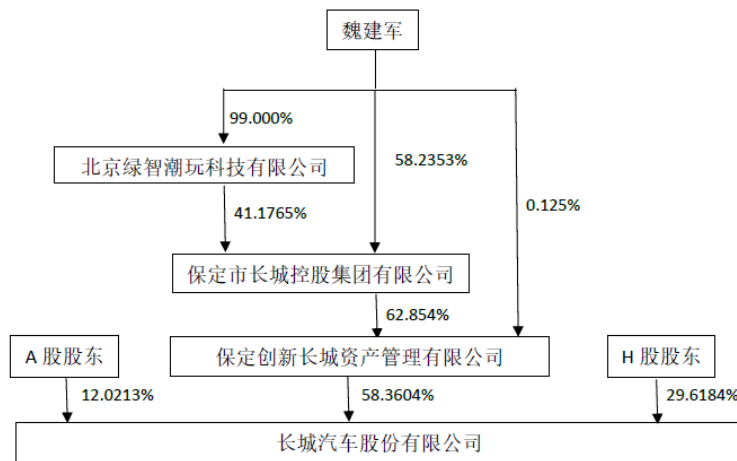 魏建军
99.000%
北京绿智潮玩科技有限公司
58.2353%
41.1765%
0.125%
保定市长城控股集团有限公司
62.854%
A 股股东
保定创新长城资产管理有限公司
H 股股东
12.0213%
58.3604%
29.6184%
长城汽车股份有限公司